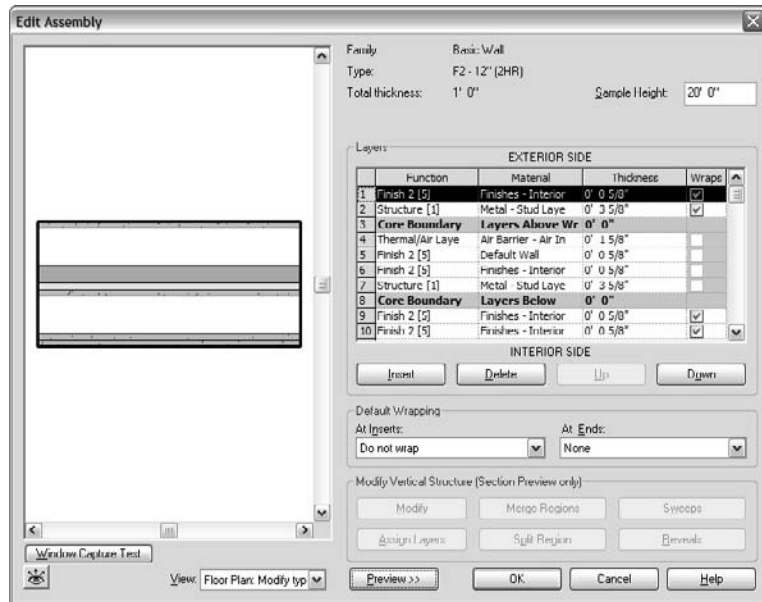 Edit Assembly
Family: Basic Wall
Type: F2 - 12" (2HR)
Total thickness: 1' 0" Sample Height: 20' 0"
Layers
EXTERIOR SIDE
Function Material Thickness Wraps
1 Finish 2 [5] Finishes - Interior 0' 0 5/8"
2 Structure [1] Metal - Stud Laye 0' 3 5/8"
3 Core Boundary Layers Above Wr 0' 0"
4 Thermal/Air Laye Air Barrier - Air In 0' 1 5/8"
5 Finish 2 [5] Default Wall 0' 0 5/8"
6 Finish 2 [5] Finishes - Interior 0' 0 5/8"
7 Structure [1] Metal - Stud Laye 0' 3 5/8"
8 Core Boundary Layers Below 0' 0"
9 Finish 2 [5] Finishes - Interior 0' 0 5/8"
10 Finish 2 [5] Finishes - Interior 0' 0 5/8"
INTERIOR SIDE
Insert Delete Up Down
Default Wrapping
At Inserts: At Ends:
Do not wrap None
Modify Vertical Structure (Section Preview only)
Modify Merge Regions Sweeps
Assign Layers Split Region Reveals
Window Capture Text
View: Floor Plan: Modify typ Preview >> OK Cancel Help